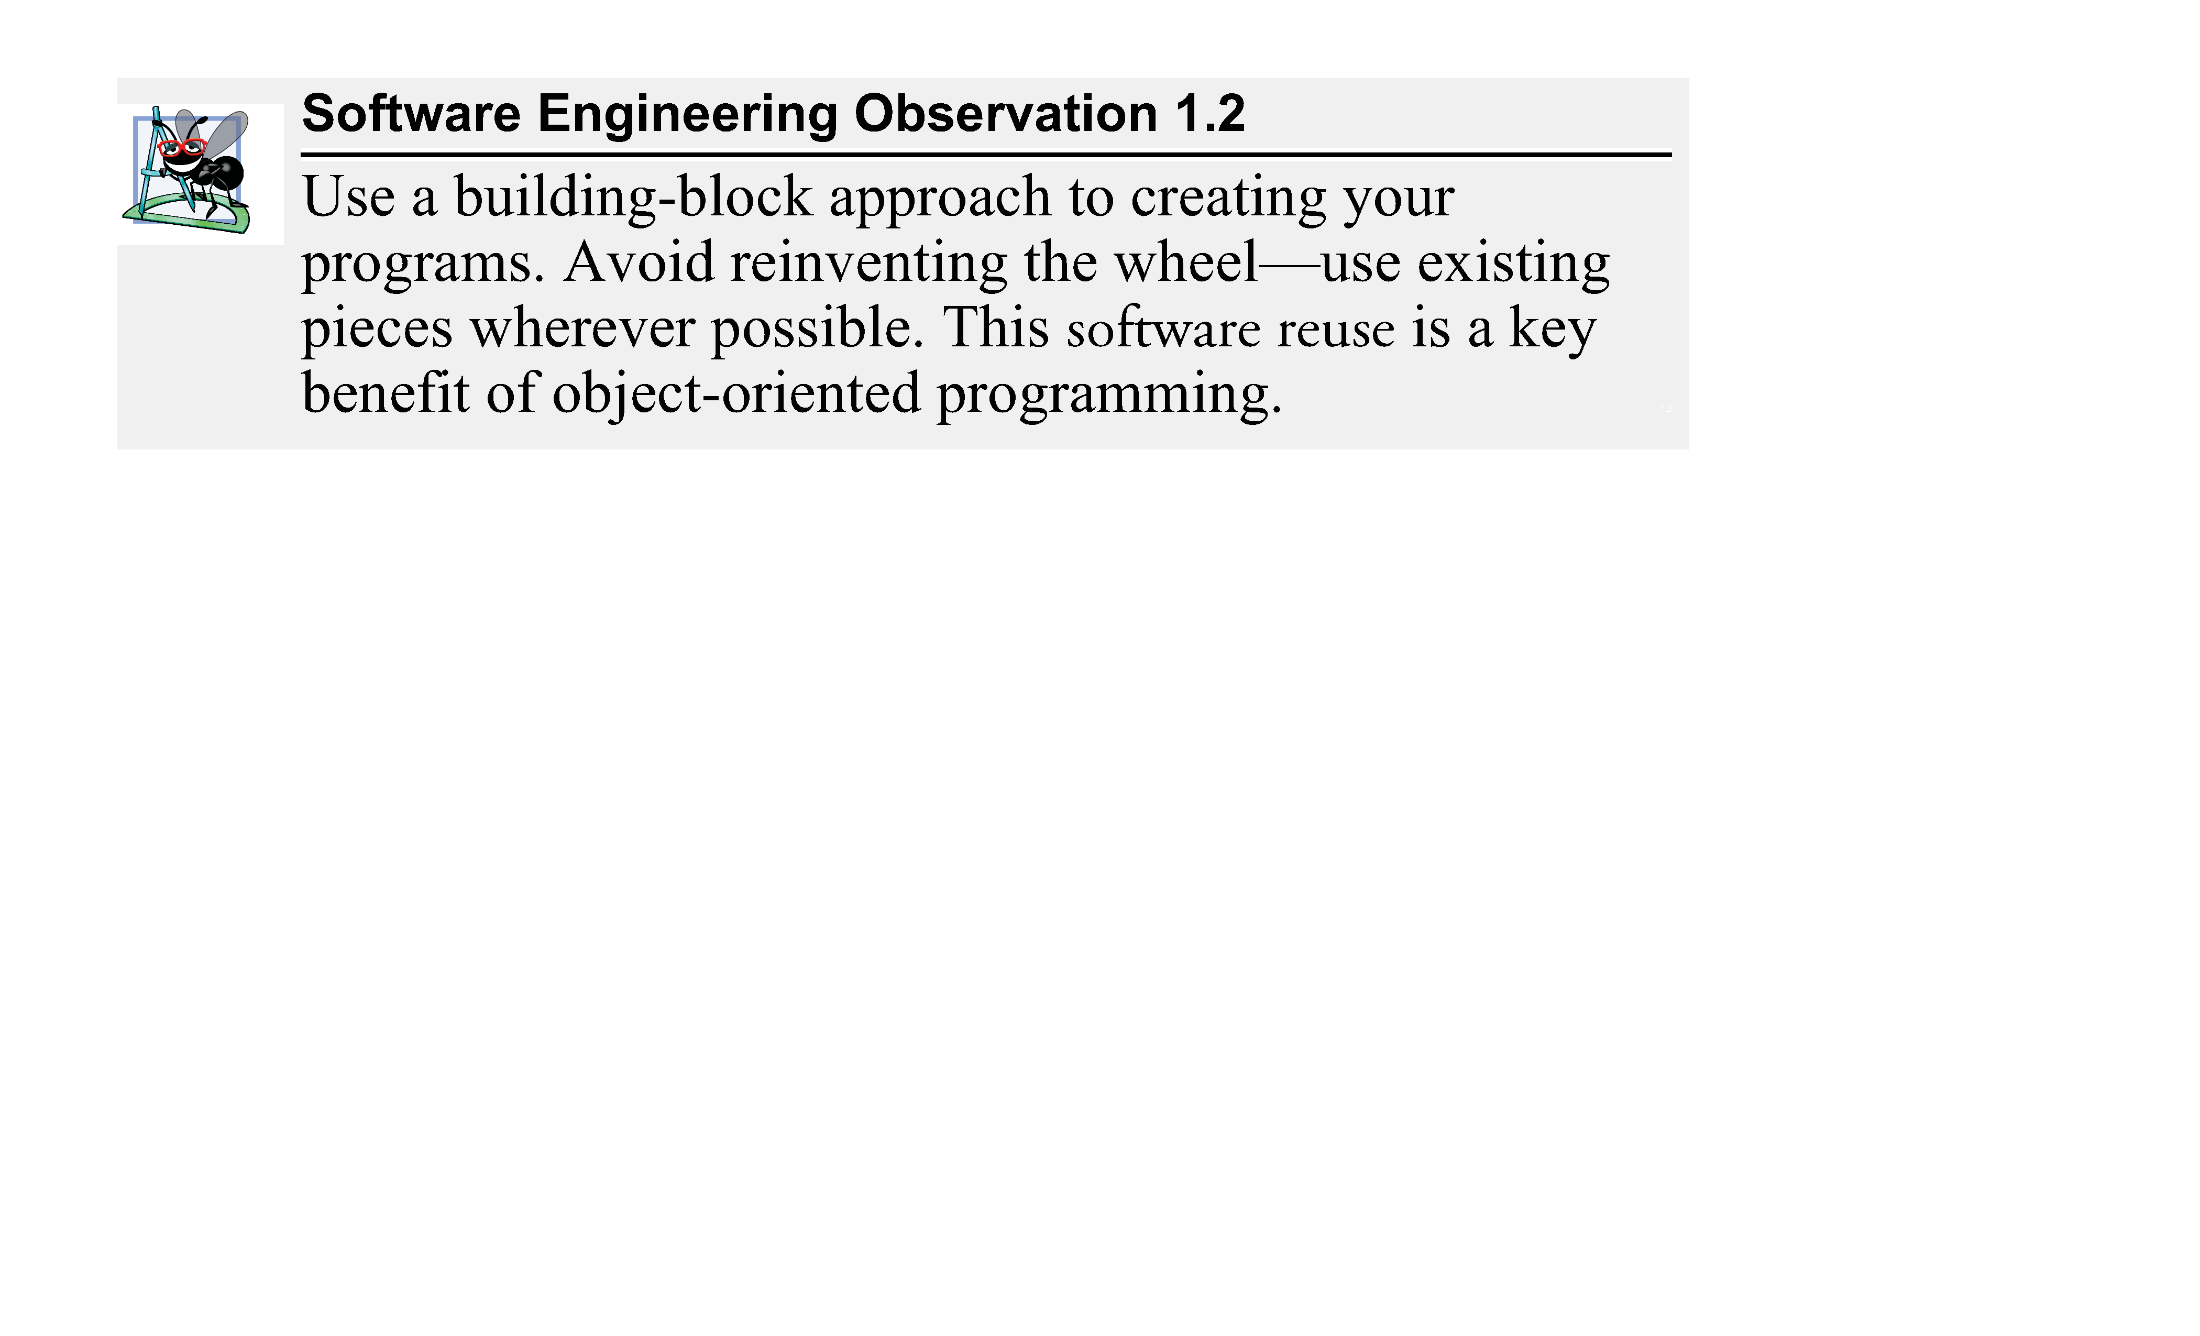 Software Engineering Observation 1.2
Use a building-block approach to creating your
programs. Avoid reinventing the wheel—use existing
pieces wherever possible. This software reuse is a key
benefit of object-oriented programming.